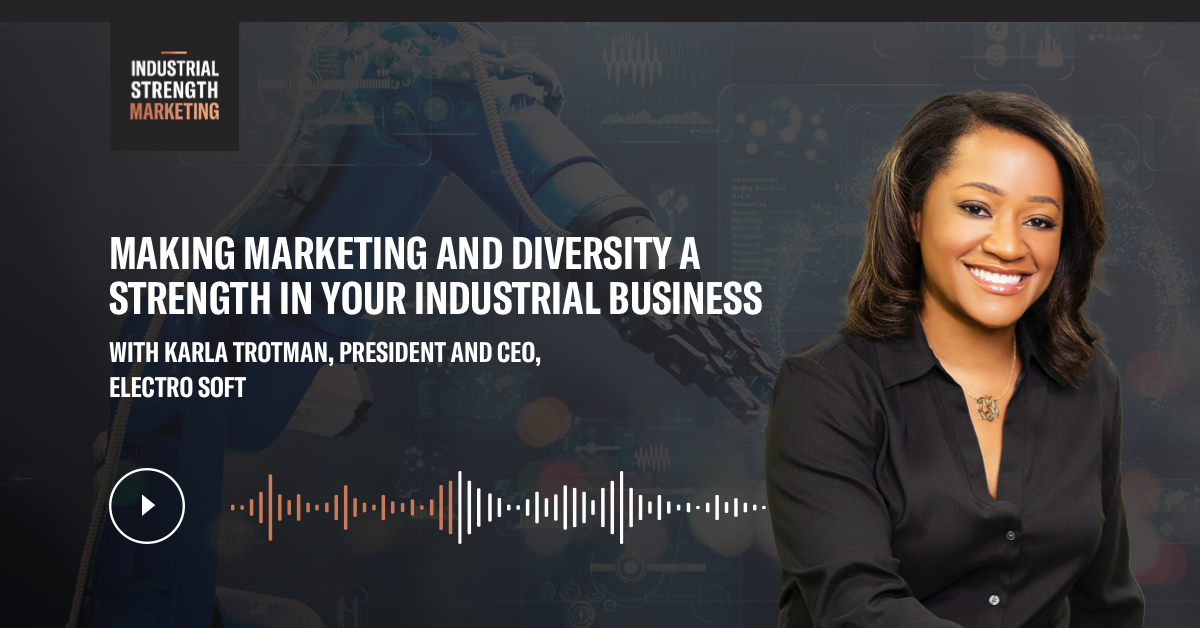 INDUSTRIAL
STRENGTH
MARKETING
MAKING MARKETING AND DIVERSITY A
STRENGTH IN YOUR INDUSTRIAL BUSINESS
WITH KARLA TROTMAN, PRESIDENT AND CEO,
ELECTRO SOFT